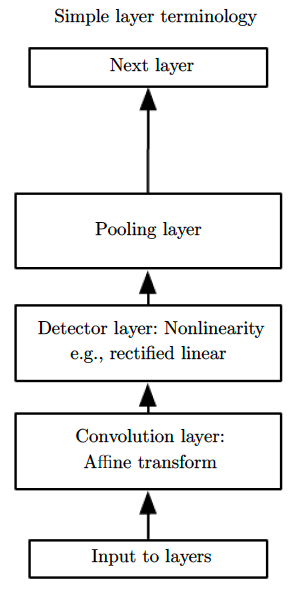 Simple layer terminology
Next layer
Pooling layer
Detector layer: Nonlinearity
e.g., rectified linear
Convolution layer:
Affine transform
Input to layers